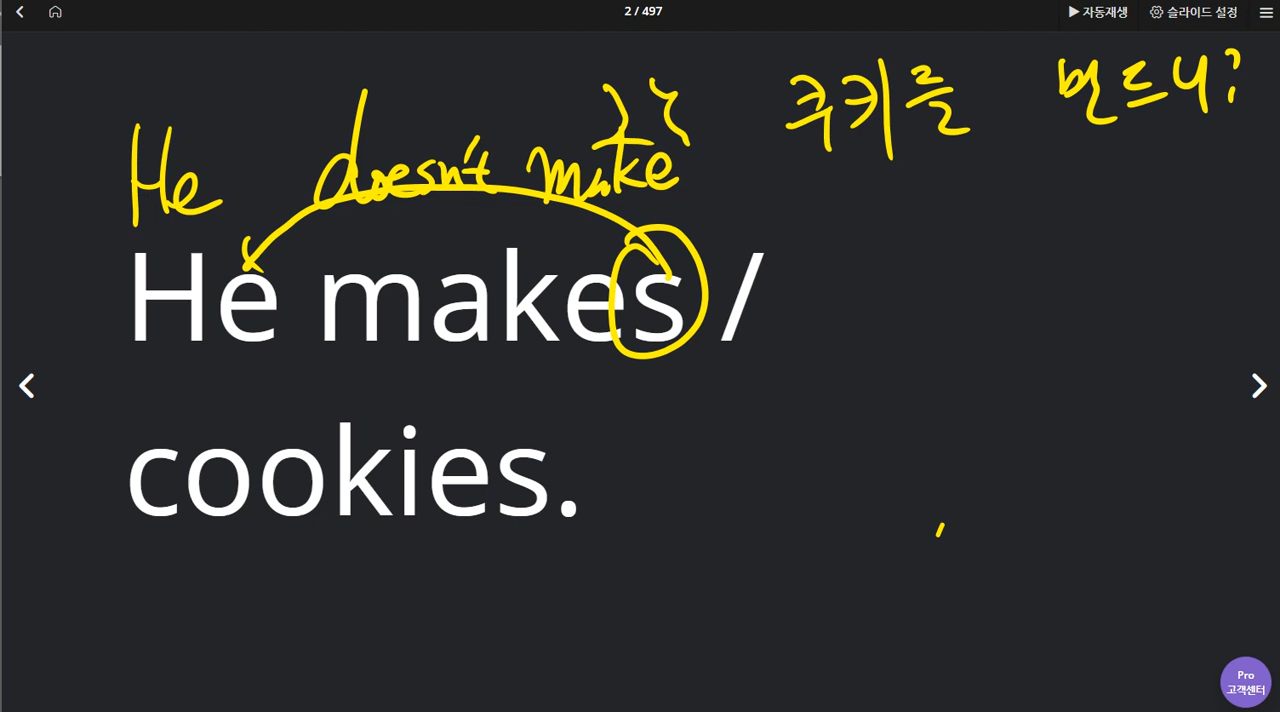 2 / 497
자동재생
슬라이드 설정
쿠키를 만드니?
He doesn't make
He makes /
cookies.
Pro
고객센터